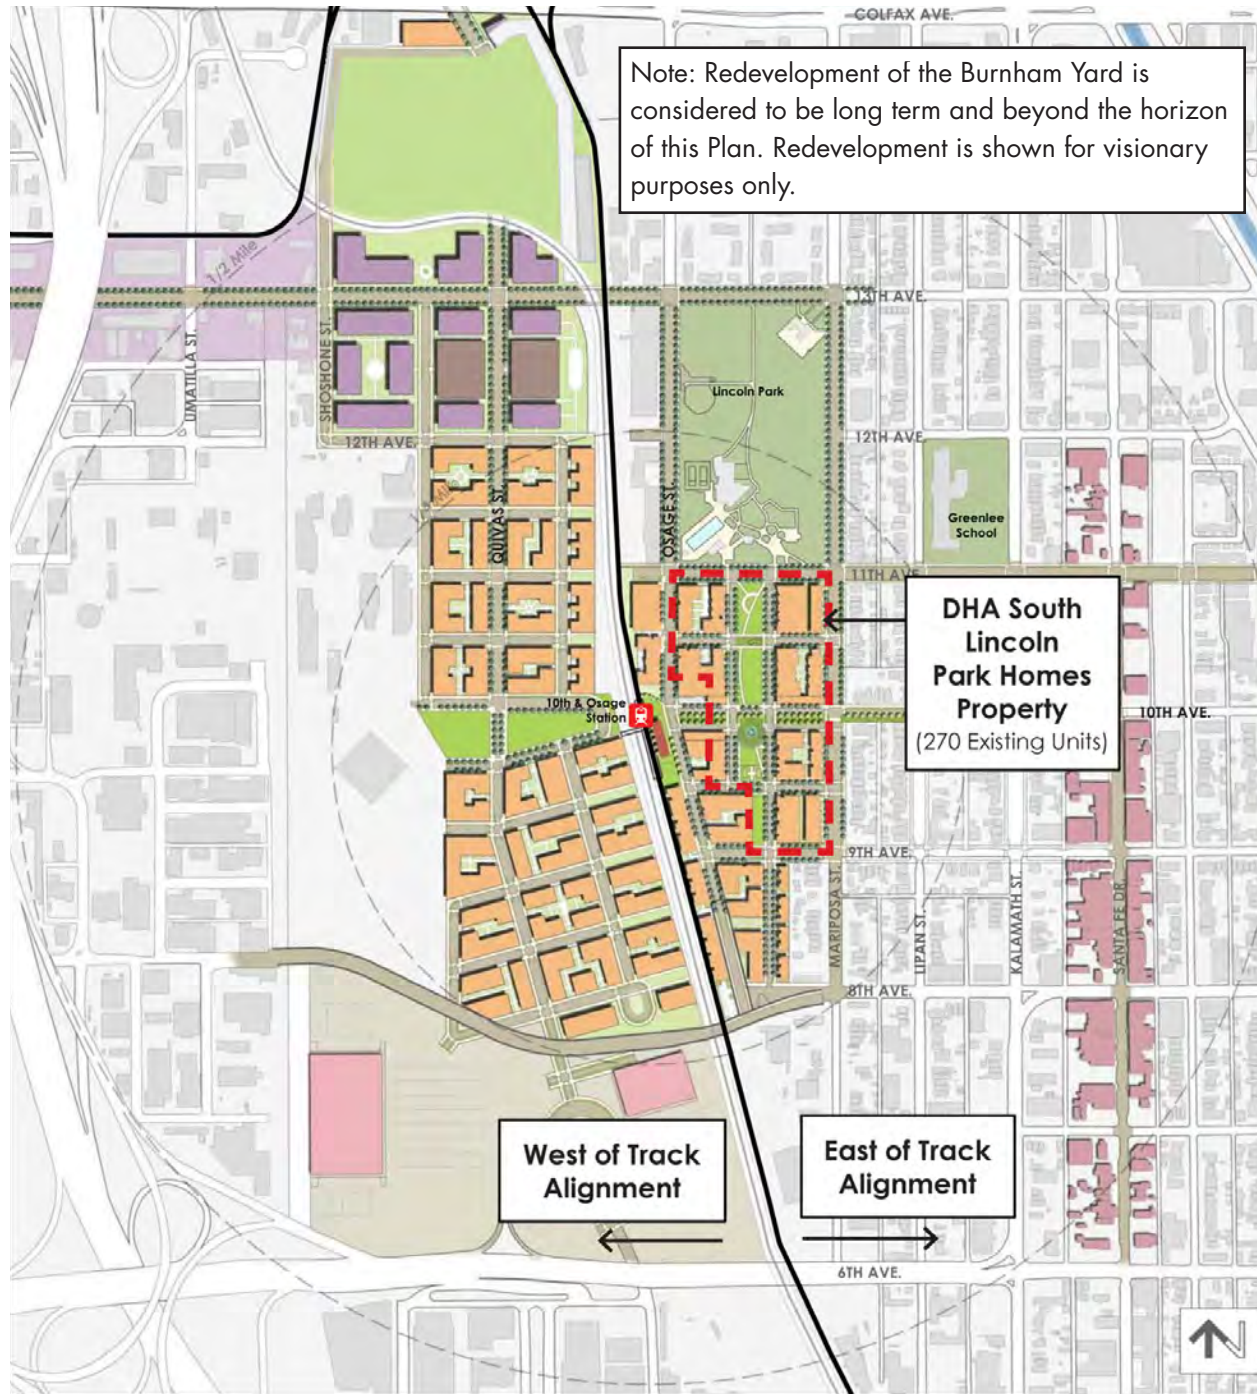 COLFAX AVE.
Note: Redevelopment of the Burnham Yard is
considered to be long term and beyond the horizon
of this Plan. Redevelopment is shown for visionary
purposes only.
1/2 Mile
13TH AVE.
UMATILLA ST.
SHOSHONE ST.
Lincoln Park
12TH AVE.
12TH AVE.
QUIVAS ST.
OSAGE ST.
Greenlee
School
11TH AVE.
DHA South
Lincoln
Park Homes
Property
(270 Existing Units)
10th & Osage
Station
10TH AVE.
9TH AVE.
MARIPOSA ST.
LIPAN ST.
KALAMATH ST.
SANTA FE DR.
8TH AVE.
West of Track
Alignment
East of Track
Alignment
6TH AVE.
N